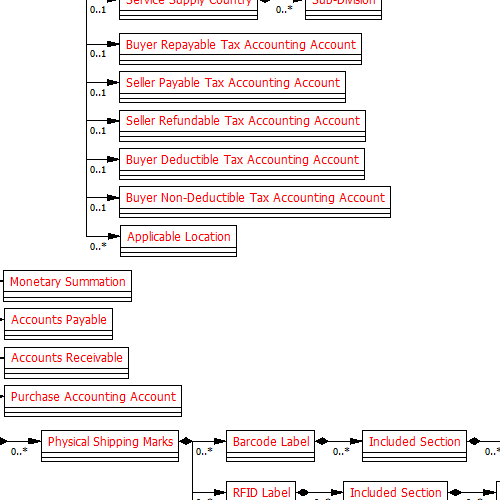 Service Supply Country
Sub-Division
0..1
0..*
Buyer Repayable Tax Accounting Account
0..1
Seller Payable Tax Accounting Account
0..1
Seller Refundable Tax Accounting Account
0..1
Buyer Deductible Tax Accounting Account
0..1
Buyer Non-Deductible Tax Accounting Account
0..1
Applicable Location
0..*
Monetary Summation
Accounts Payable
Accounts Receivable
Purchase Accounting Account
Physical Shipping Marks
Barcode Label
Included Section
0..*
0..*
0..*
0..*
RFID Label
Included Section